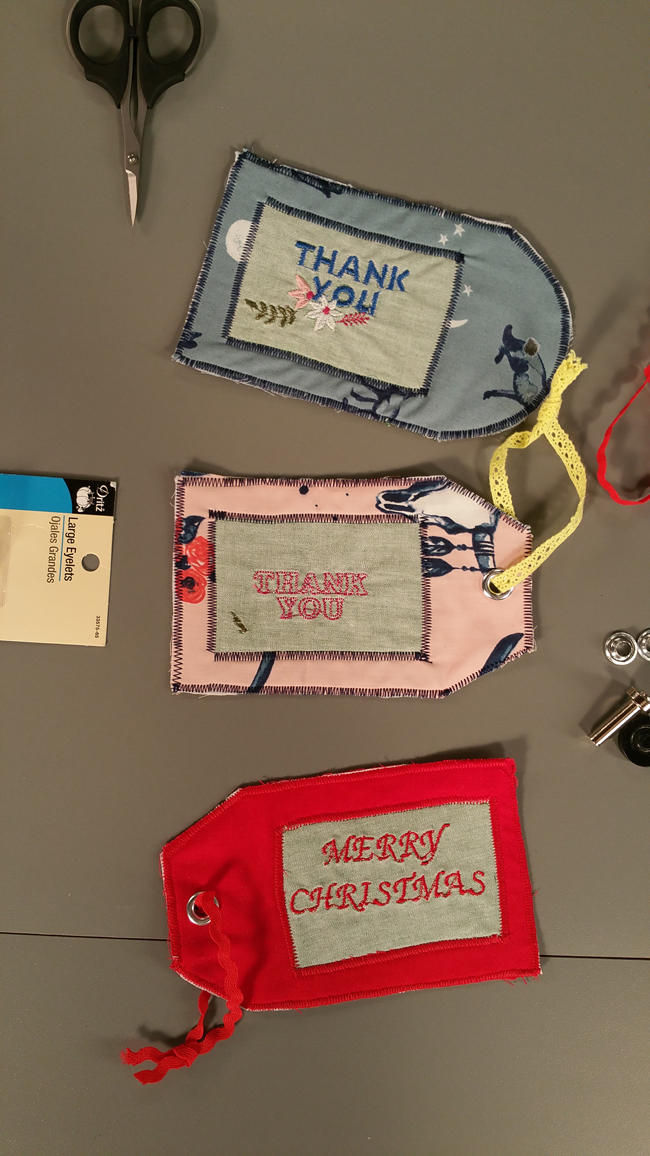 THANK
YOU
Dritz
Large Eyelets
Ojales Grandes
THANK
YOU
MERRY
CHRISTMAS